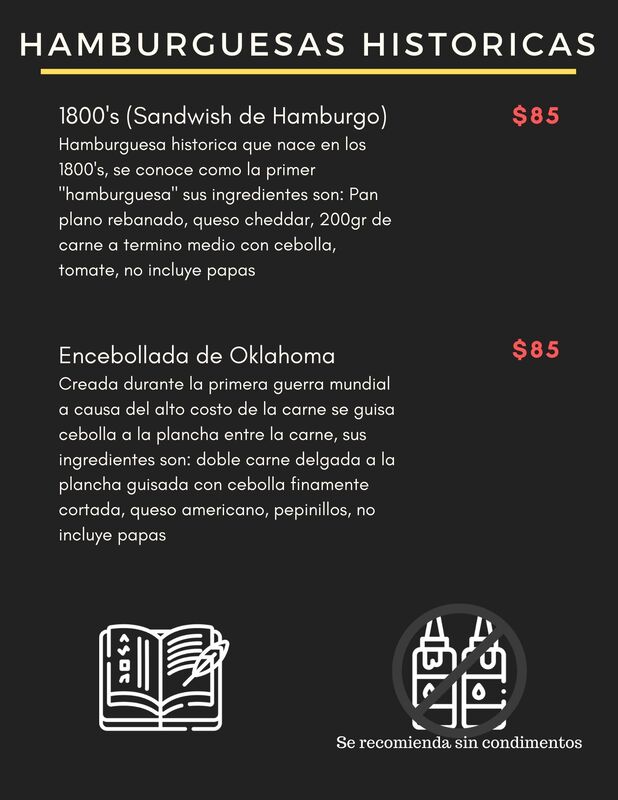 HAMBURGUESAS HISTORICAS
1800's (Sandwish de Hamburgo) $85
Hamburguesa historica que nace en los
1800's, se conoce como la primer
"hamburguesa" sus ingredientes son: Pan
plano rebanado, queso cheddar, 200gr de
carne a termino medio con cebolla,
tomate, no incluye papas
Encebollada de Oklahoma $85
Creada durante la primera guerra mundial
a causa del alto costo de la carne se guisa
cebolla a la plancha entre la carne, sus
ingredientes son: doble carne delgada a la
plancha guisada con cebolla finamente
cortada, queso americano, pepinillos, no
incluye papas
Se recomienda sin condimentos